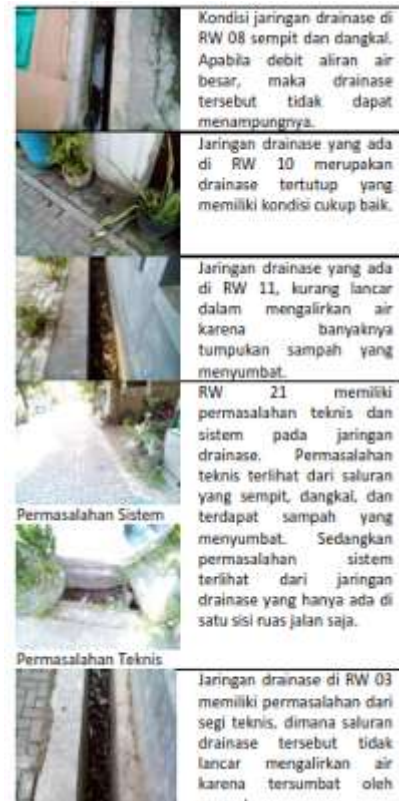 Kondisi jaringan drainase di
RW 08 sempit dan dangkal.
Apabila debit aliran air
besar, maka drainase
tersebut tidak dapat
menampungnya.
Jaringan drainase yang ada
di RW 10 merupakan
drainase tertutup yang
memiliki kondisi cukup baik.
Jaringan drainase yang ada
di RW 11, kurang lancar
dalam mengalirkan air
karena banyaknya
tumpukan sampah yang
menyumbat.
RW 21 memiliki
permasalahan teknis dan
sistem pada jaringan
drainase. Permasalahan
teknis terlihat dari saluran
yang sempit, dangkal, dan
terdapat sampah yang
menyumbat. Sedangkan
permasalahan sistem
terlihat dari jaringan
drainase yang hanya ada di
satu sisi ruas jalan saja.
Permasalahan Sistem
Permasalahan Teknis
Jaringan drainase di RW 03
memiliki permasalahan dari
segi teknis, dimana saluran
drainase tersebut tidak
lancar mengalirkan air
karena tersumbat oleh